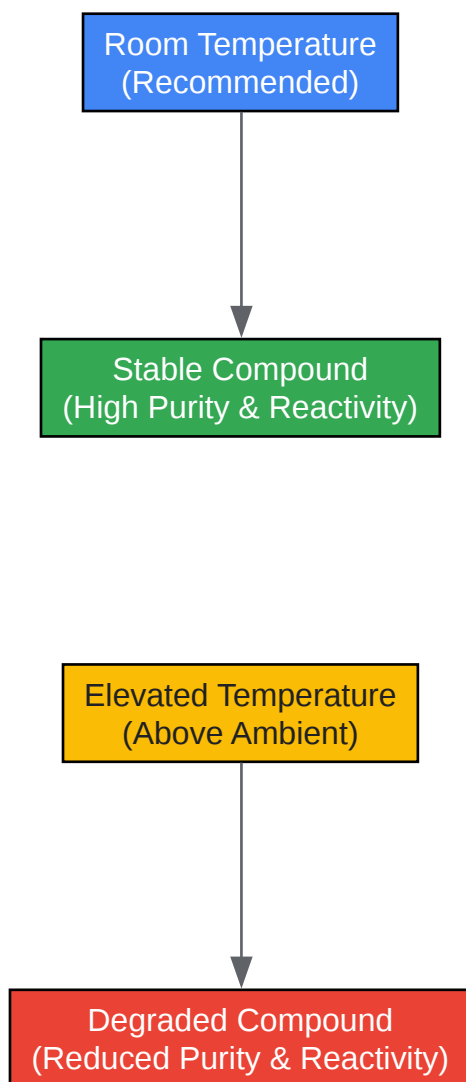 Room Temperature
(Recommended)
Stable Compound
(High Purity & Reactivity)
Elevated Temperature
(Above Ambient)
Degraded Compound
(Reduced Purity & Reactivity)